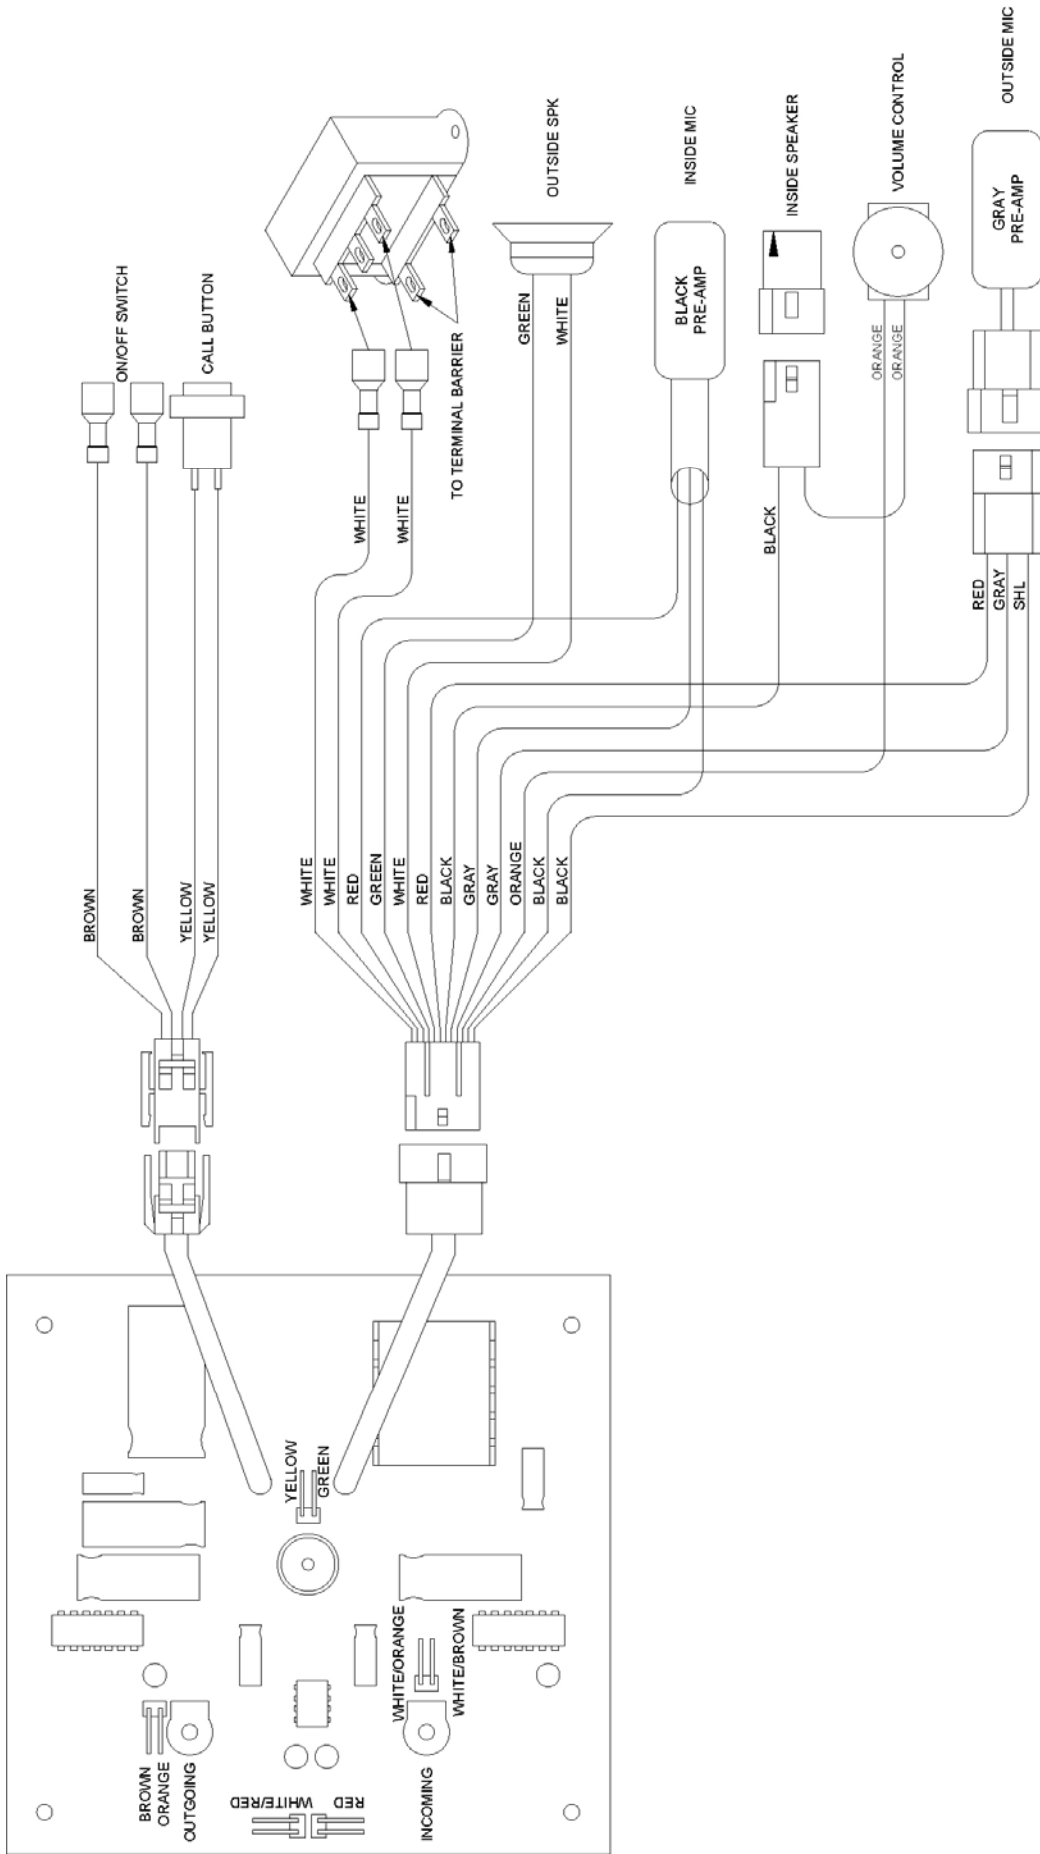 ON/OFF SWITCH
CALL BUTTON
TO TERMINAL BARRIER
OUTSIDE SPK
INSIDE MIC
BLACK
PRE-AMP
INSIDE SPEAKER
VOLUME CONTROL
OUTSIDE MIC
GRAY
PRE-AMP
WHITE
WHITE
GREEN
WHITE
BLACK
ORANGE
ORANGE
RED
GRAY
SHL
BROWN
BROWN
YELLOW
YELLOW
WHITE
WHITE
RED
GREEN
WHITE
RED
BLACK
GRAY
GRAY
ORANGE
BLACK
BLACK
YELLOW
GREEN
WHITE/ORANGE
WHITE/BROWN
BROWN
ORANGE
OUTGOING
WHITE/RED
RED
INCOMING